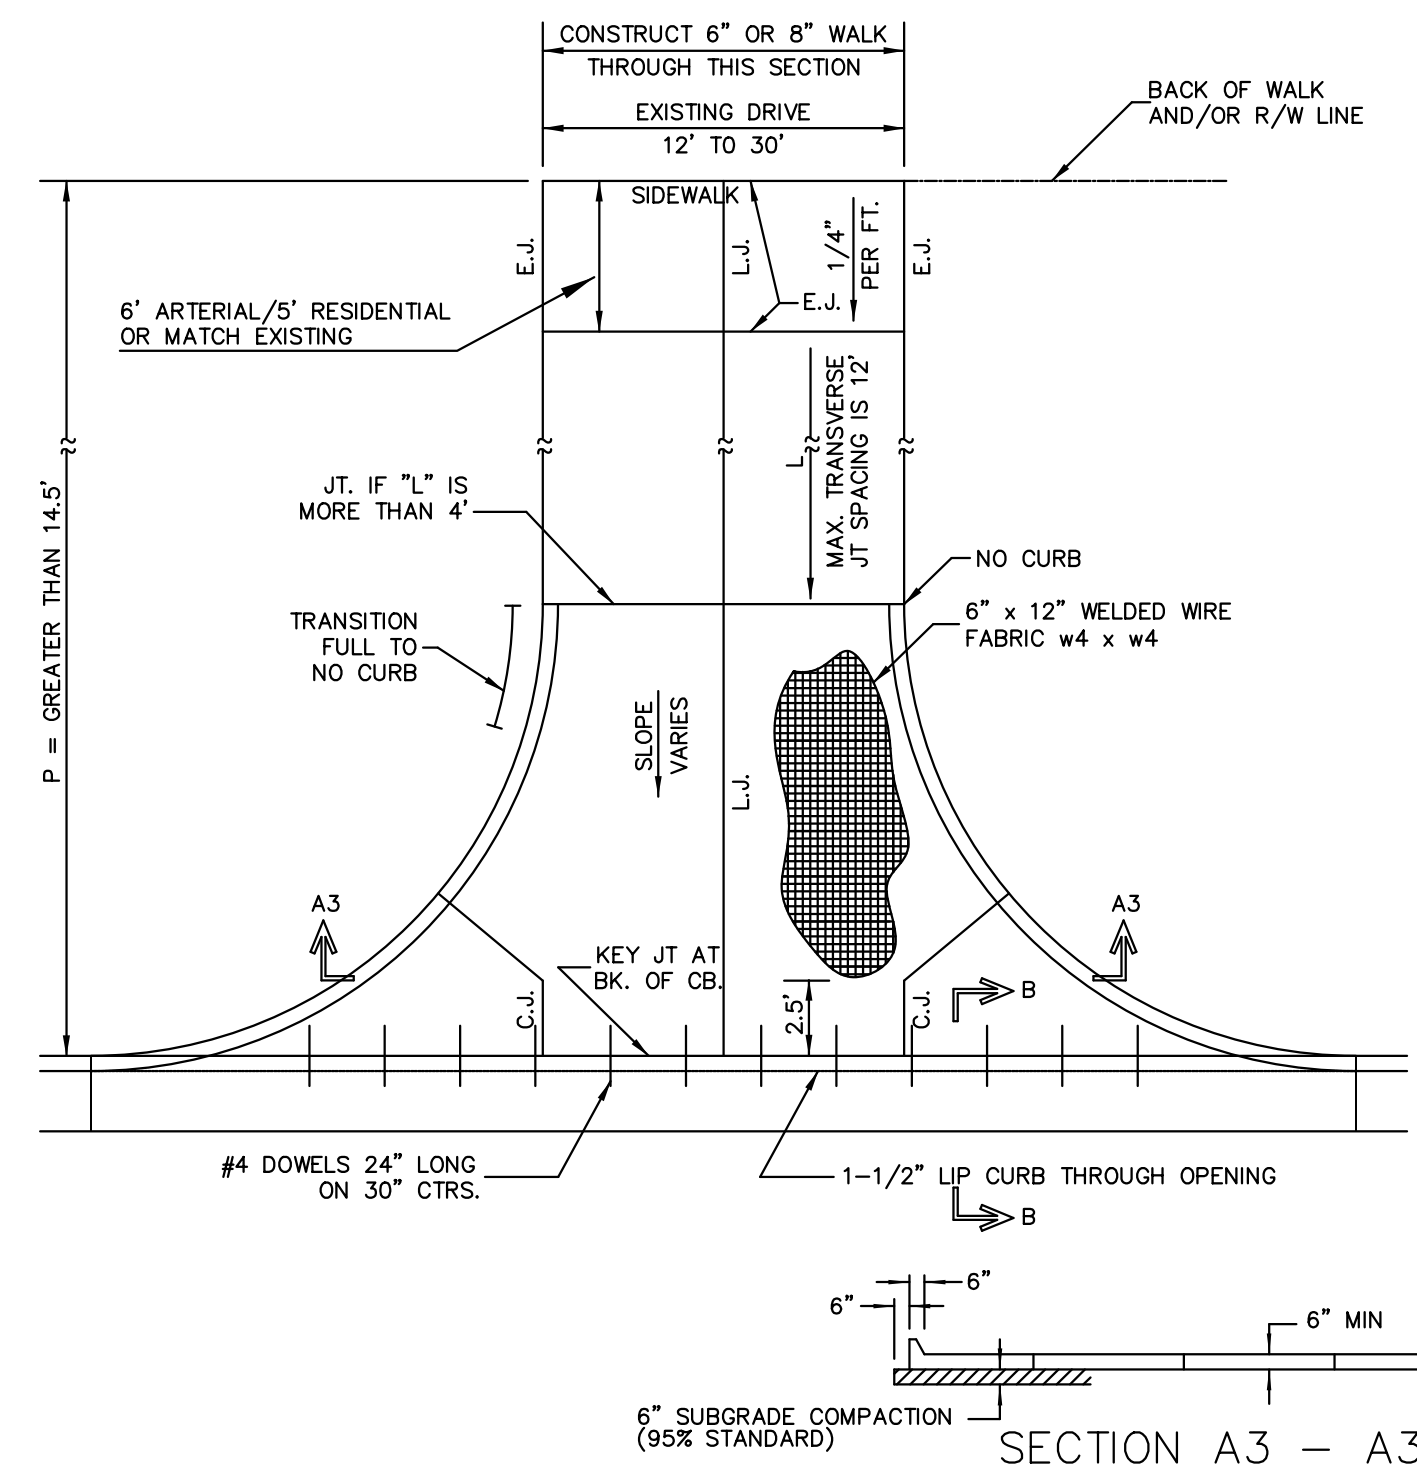 CONSTRUCT 6" OR 8" WALK
THROUGH THIS SECTION
EXISTING DRIVE
12' TO 30'
BACK OF WALK
AND/OR R/W LINE
SIDEWALK
E.J.
L.J.
1/4"
PER FT.
E.J.
E.J.
6' ARTERIAL/5' RESIDENTIAL
OR MATCH EXISTING
L
MAX. TRANSVERSE
JT SPACING IS 12'
JT. IF "L" IS
MORE THAN 4'
P = GREATER THAN 14.5'
NO CURB
6" x 12" WELDED WIRE
FABRIC w4 x w4
TRANSITION
FULL TO
NO CURB
SLOPE
VARIES
L.J.
A3
A3
KEY JT AT
BK. OF CB.
C.J.
2.5'
C.J.
B
#4 DOWELS 24" LONG
ON 30" CTRS.
1-1/2" LIP CURB THROUGH OPENING
B
6"
6"
6" MIN
6" SUBGRADE COMPACTION
(95% STANDARD)
SECTION A3 - A3